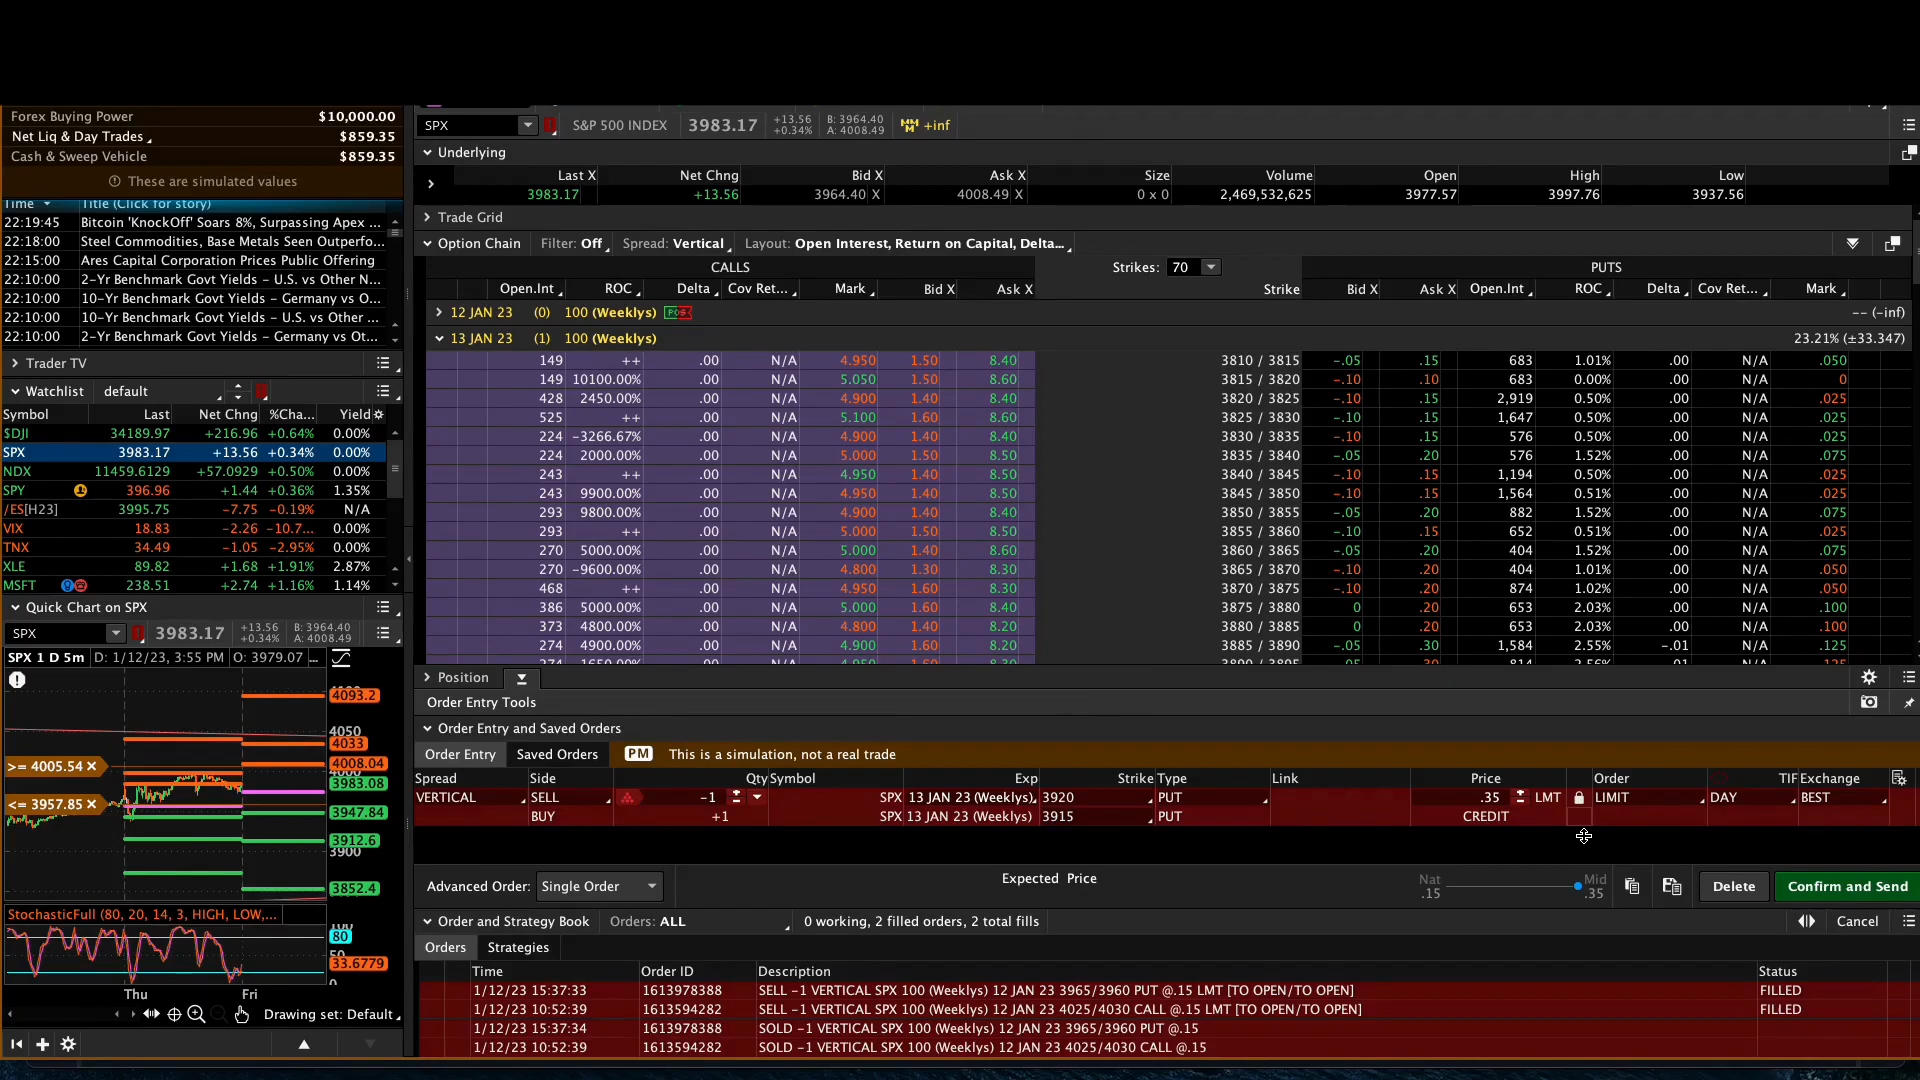 Forex Buying Power $10,000.00
Net Liq & Day Trades $859.35
Cash & Sweep Vehicle $859.35
These are simulated values
Time Title (Click for story)
22:19:45 Bitcoin 'KnockOff' Soars 8%, Surpassing Apex ...
22:18:00 Steel Commodities, Base Metals Seen Outperfo...
22:15:00 Ares Capital Corporation Prices Public Offering
22:10:00 2-Yr Benchmark Govt Yields - U.S. vs Other N...
22:10:00 10-Yr Benchmark Govt Yields - Germany vs O...
22:10:00 10-Yr Benchmark Govt Yields - U.S. vs Other ...
22:10:00 2-Yr Benchmark Govt Yields - Germany vs Ot...
Trader TV
Watchlist default
Symbol Last Net Chng %Cha... Yield
$DJI 34189.97 +216.96 +0.64% 0.00%
SPX 3983.17 +13.56 +0.34% 0.00%
NDX 11459.6129 +57.0929 +0.50% 0.00%
SPY 396.96 +1.44 +0.36% 1.35%
/ES[H23] 3995.75 -7.75 -0.19% N/A
VIX 18.83 -2.26 -10.7... 0.00%
TNX 34.49 -1.05 -2.95% 0.00%
XLE 89.82 +1.68 +1.91% 2.87%
MSFT 238.51 +2.74 +1.16% 1.14%
Quick Chart on SPX
SPX 3983.17 +13.56 +0.34% B: 3964.40 A: 4008.49
SPX 1 D 5m D: 1/12/23, 3:55 PM O: 3979.07 ...
4093.2
4050
4033
>= 4005.54 4008.04
3983.08
<= 3957.85 3947.84
3912.6
3900
3852.4
StochasticFull (80, 20, 14, 3, HIGH, LOW,...
100
80
50
33.6779
0
Thu Fri
Drawing set: Default
SPX S&P 500 INDEX 3983.17 +13.56 +0.34% B: 3964.40 A: 4008.49 +inf
Underlying
Last X Net Chng Bid X Ask X Size Volume Open High Low
3983.17 +13.56 3964.40 X 4008.49 X 0 x 0 2,469,532,625 3977.57 3997.76 3937.56
Trade Grid
Option Chain Filter: Off Spread: Vertical Layout: Open Interest, Return on Capital, Delta...
CALLS Strikes: 70 PUTS
Open.Int ROC Delta Cov Ret... Mark Bid X Ask X Strike Bid X Ask X Open.Int ROC Delta Cov Ret... Mark
12 JAN 23 (0) 100 (Weeklys) -- (-inf)
13 JAN 23 (1) 100 (Weeklys) 23.21% (±33.347)
149 ++ .00 N/A 4.950 1.50 8.40 3810 / 3815 -.05 .15 683 1.01% .00 N/A .050
149 10100.00% .00 N/A 5.050 1.50 8.60 3815 / 3820 -.10 .10 683 0.00% .00 N/A 0
428 2450.00% .00 N/A 4.900 1.40 8.40 3820 / 3825 -.10 .15 2,919 0.50% .00 N/A .025
525 ++ .00 N/A 5.100 1.60 8.60 3825 / 3830 -.10 .15 1,647 0.50% .00 N/A .025
224 -3266.67% .00 N/A 4.900 1.40 8.40 3830 / 3835 -.10 .15 576 0.50% .00 N/A .025
224 2000.00% .00 N/A 5.000 1.50 8.50 3835 / 3840 -.05 .20 576 1.52% .00 N/A .075
243 ++ .00 N/A 4.950 1.40 8.50 3840 / 3845 -.10 .15 1,194 0.50% .00 N/A .025
243 9900.00% .00 N/A 4.950 1.40 8.50 3845 / 3850 -.10 .15 1,564 0.51% .00 N/A .025
293 9800.00% .00 N/A 4.900 1.40 8.40 3850 / 3855 -.05 .20 882 1.52% .00 N/A .075
293 ++ .00 N/A 5.000 1.50 8.50 3855 / 3860 -.10 .15 652 0.51% .00 N/A .025
270 5000.00% .00 N/A 5.000 1.40 8.60 3860 / 3865 -.05 .20 404 1.52% .00 N/A .075
270 -9600.00% .00 N/A 4.800 1.30 8.30 3865 / 3870 -.10 .20 404 1.01% .00 N/A .050
468 ++ .00 N/A 4.950 1.60 8.30 3870 / 3875 -.10 .20 874 1.02% .00 N/A .050
386 5000.00% .00 N/A 5.000 1.60 8.40 3875 / 3880 0 .20 653 2.03% .00 N/A .100
373 4800.00% .00 N/A 4.800 1.40 8.20 3880 / 3885 0 .20 653 2.03% .00 N/A .100
274 4900.00% .00 N/A 4.900 1.60 8.20 3885 / 3890 -.05 .30 1,584 2.55% -.01 N/A .125
Position
Order Entry Tools
Order Entry and Saved Orders
Order Entry Saved Orders PM This is a simulation, not a real trade
Spread Side Qty Symbol Exp Strike Type Link Price Order TIF Exchange
VERTICAL SELL -1 SPX 13 JAN 23 (Weeklys) 3920 PUT .35 LMT LIMIT DAY BEST
BUY +1 SPX 13 JAN 23 (Weeklys) 3915 PUT CREDIT
Advanced Order: Single Order Expected Price Nat .15 Mid .35 Delete Confirm and Send
Order and Strategy Book Orders: ALL 0 working, 2 filled orders, 2 total fills Cancel
Orders Strategies
Time Order ID Description Status
1/12/23 15:37:33 1613978388 SELL -1 VERTICAL SPX 100 (Weeklys) 12 JAN 23 3965/3960 PUT @.15 LMT [TO OPEN/TO OPEN] FILLED
1/12/23 10:52:39 1613594282 SELL -1 VERTICAL SPX 100 (Weeklys) 12 JAN 23 4025/4030 CALL @.15 LMT [TO OPEN/TO OPEN] FILLED
1/12/23 15:37:34 1613978388 SOLD -1 VERTICAL SPX 100 (Weeklys) 12 JAN 23 3965/3960 PUT @.15
1/12/23 10:52:39 1613594282 SOLD -1 VERTICAL SPX 100 (Weeklys) 12 JAN 23 4025/4030 CALL @.15